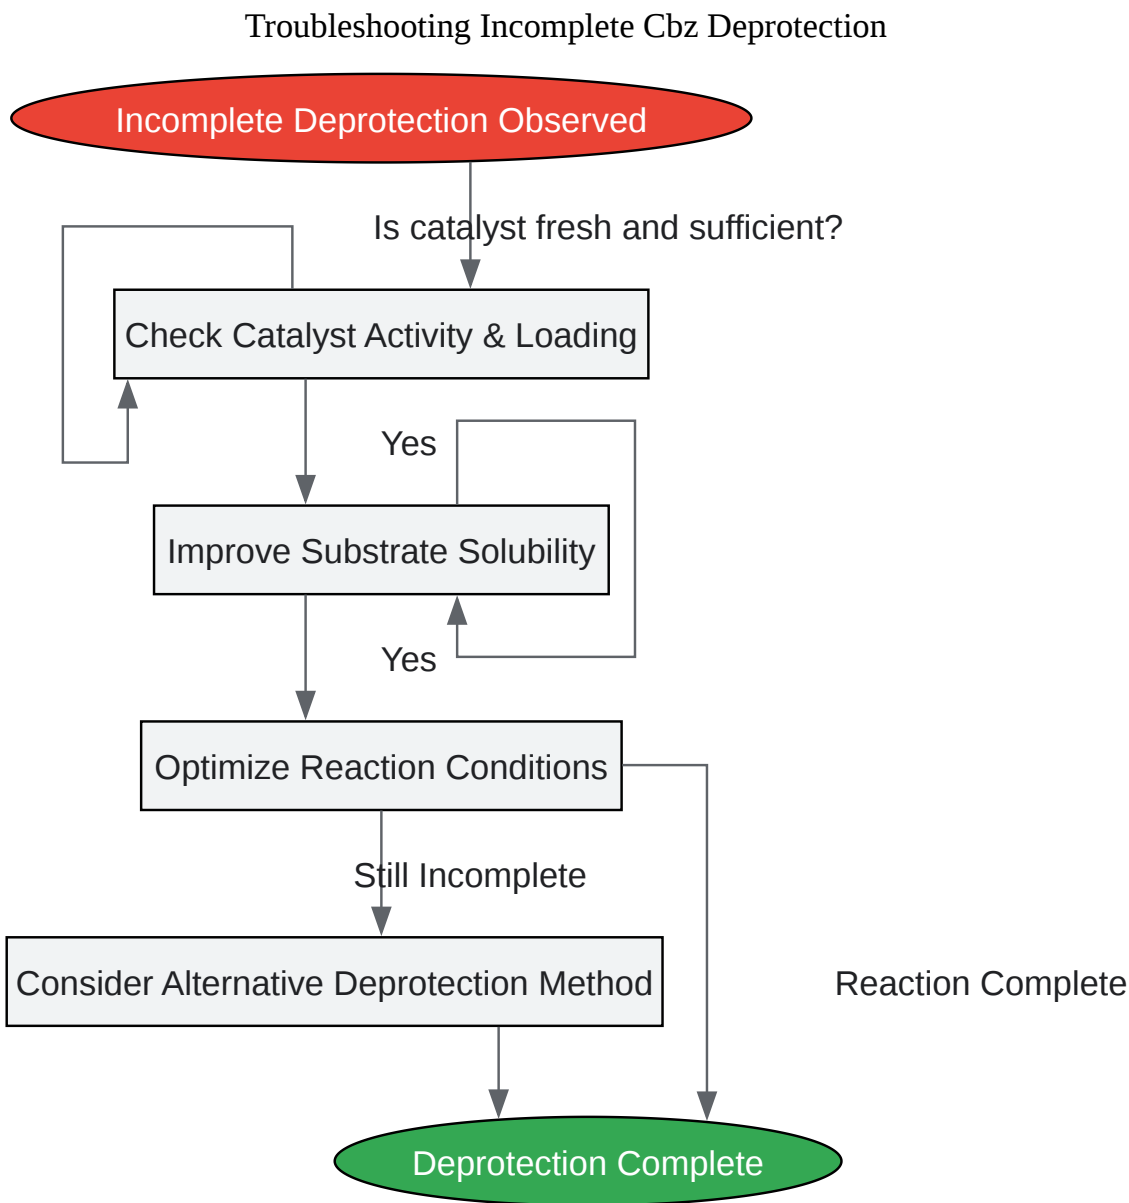 Troubleshooting Incomplete Cbz Deprotection
Incomplete Deprotection Observed
Is catalyst fresh and sufficient?
Check Catalyst Activity & Loading
Yes
Improve Substrate Solubility
Yes
Optimize Reaction Conditions
Still Incomplete
Consider Alternative Deprotection Method
Reaction Complete
Deprotection Complete